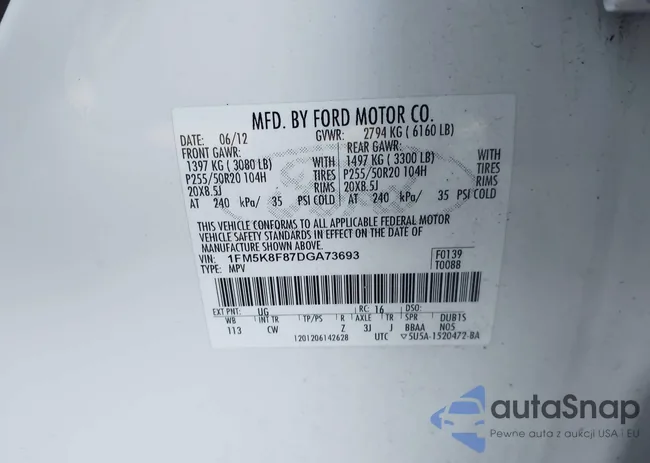 MFD. BY FORD MOTOR CO.
DATE: 06/12 GVWR: 2794 KG ( 6160 LB)
FRONT GAWR: REAR GAWR:
1397 KG ( 3080 LB) WITH 1497 KG ( 3300 LB) WITH
P255/50R20 104H TIRES P255/50R20 104H TIRES
20X8.5J RIMS 20X8.5J RIMS
AT 240 kPa/ 35 PSI COLD AT 240 kPa/ 35 PSI COLD
THIS VEHICLE CONFORMS TO ALL APPLICABLE FEDERAL MOTOR
VEHICLE SAFETY STANDARDS IN EFFECT ON THE DATE OF
MANUFACTURE SHOWN ABOVE.
VIN: 1FM5K8F87DGA73693 F0139
TYPE: MPV T0088
EXT PNT: UG RC: 16 DSO:
WB INT TR TP/PS R AXLE TR SPR DUB1S
113 CW Z 3J J BBAA N05
1201206142628 UTC ▽5U5A-1520472-BA
autaSnap
Pewne auta z aukcji USA i EU